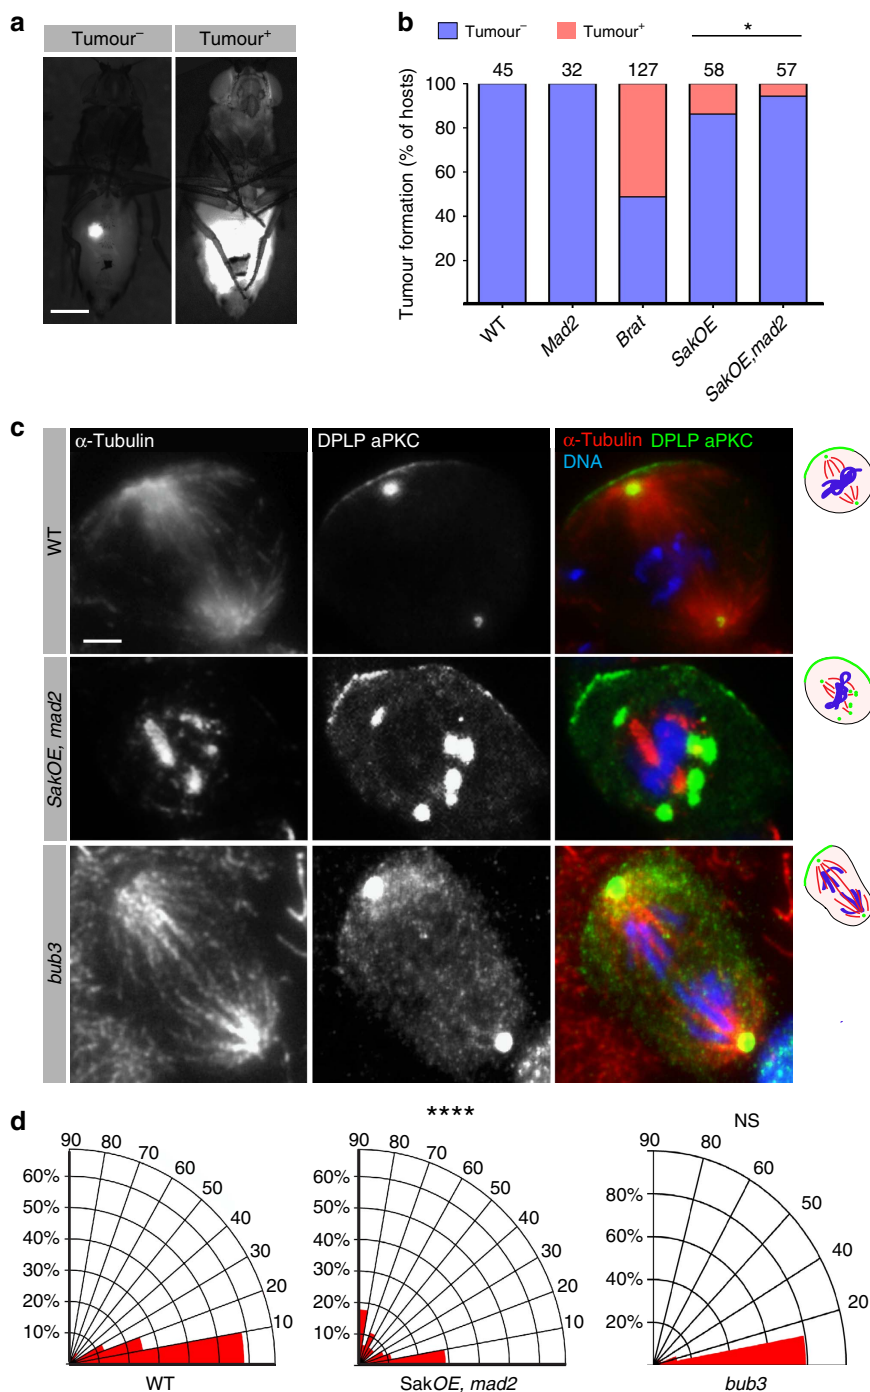 a
Tumour⁻ Tumour⁺
b
Tumour⁻ Tumour⁺ *
45 32 127 58 57
Tumour formation (% of hosts)
100
80
60
40
20
WT Mad2 Brat SakOE SakOE,mad2
c
α-Tubulin DPLP aPKC α-Tubulin DPLP aPKC
DNA
WT
SakOE, mad2
bub3
d
90 80 70 60 50 40 30 20 10
60%
50%
40%
30%
20%
10%
WT
****
90 80 70 60 50 40 30 20 10
60%
50%
40%
30%
20%
10%
SakOE, mad2
NS
90 80 60 50 40 20
80%
60%
40%
20%
bub3